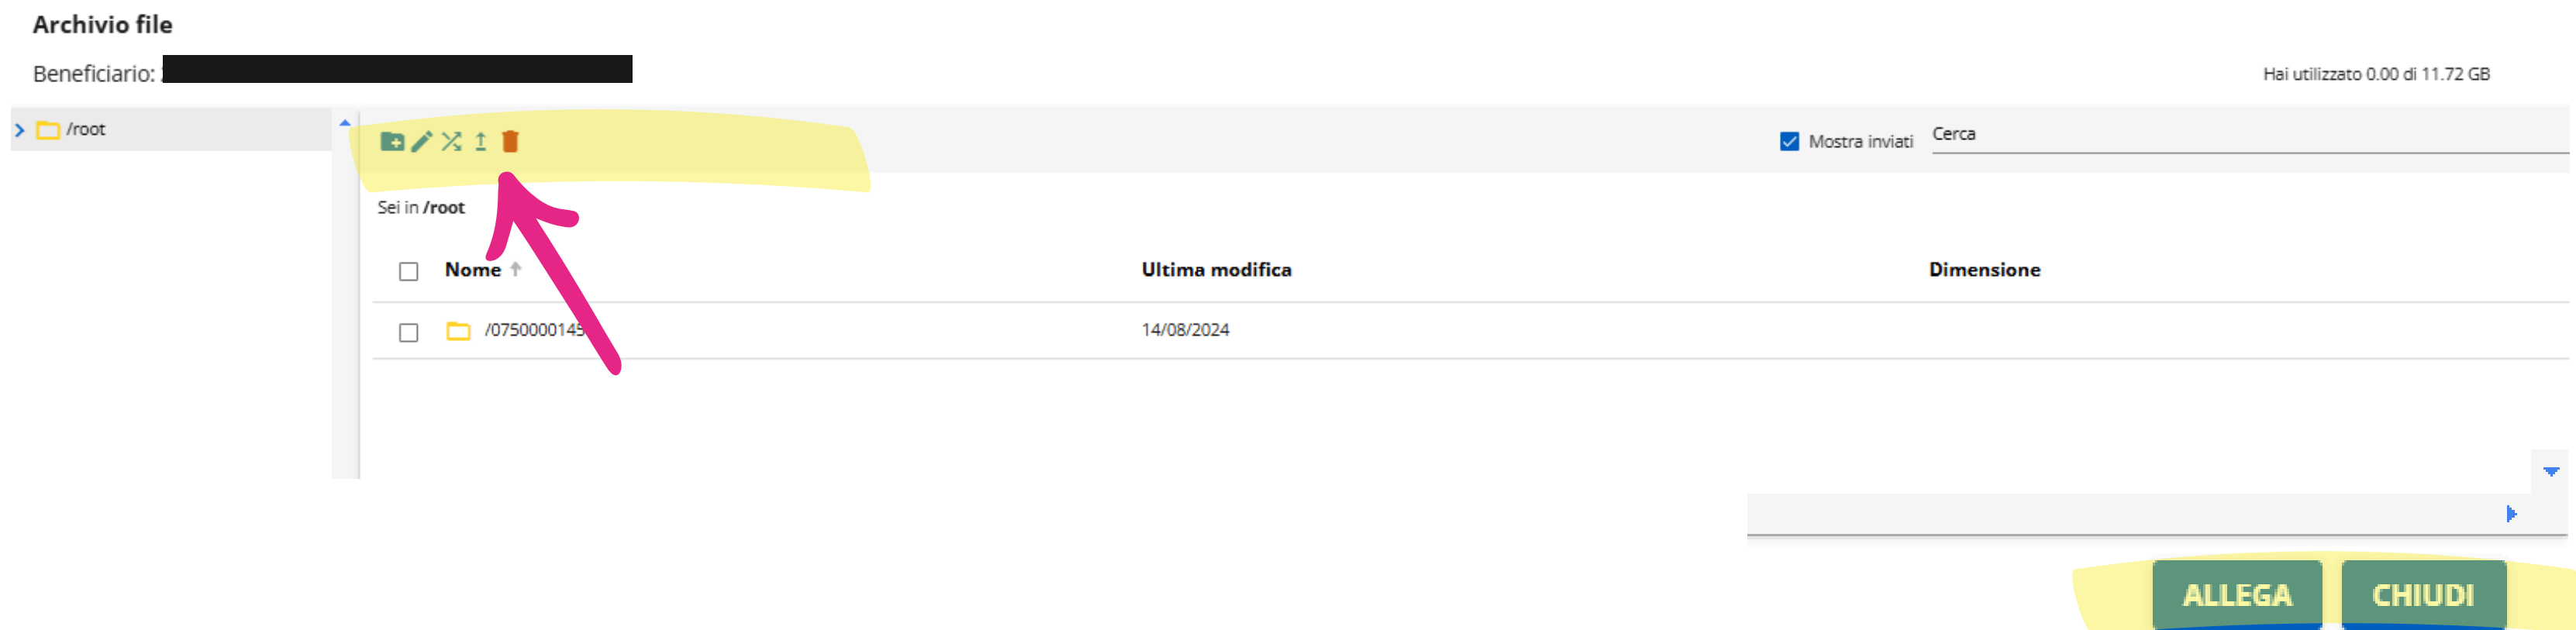 Archivio file
Beneficiario:
Hai utilizzato 0.00 di 11.72 GB
/root
Mostra inviati Cerca
Sei in /root
Nome Ultima modifica Dimensione
/0750000145 14/08/2024
ALLEGA CHIUDI